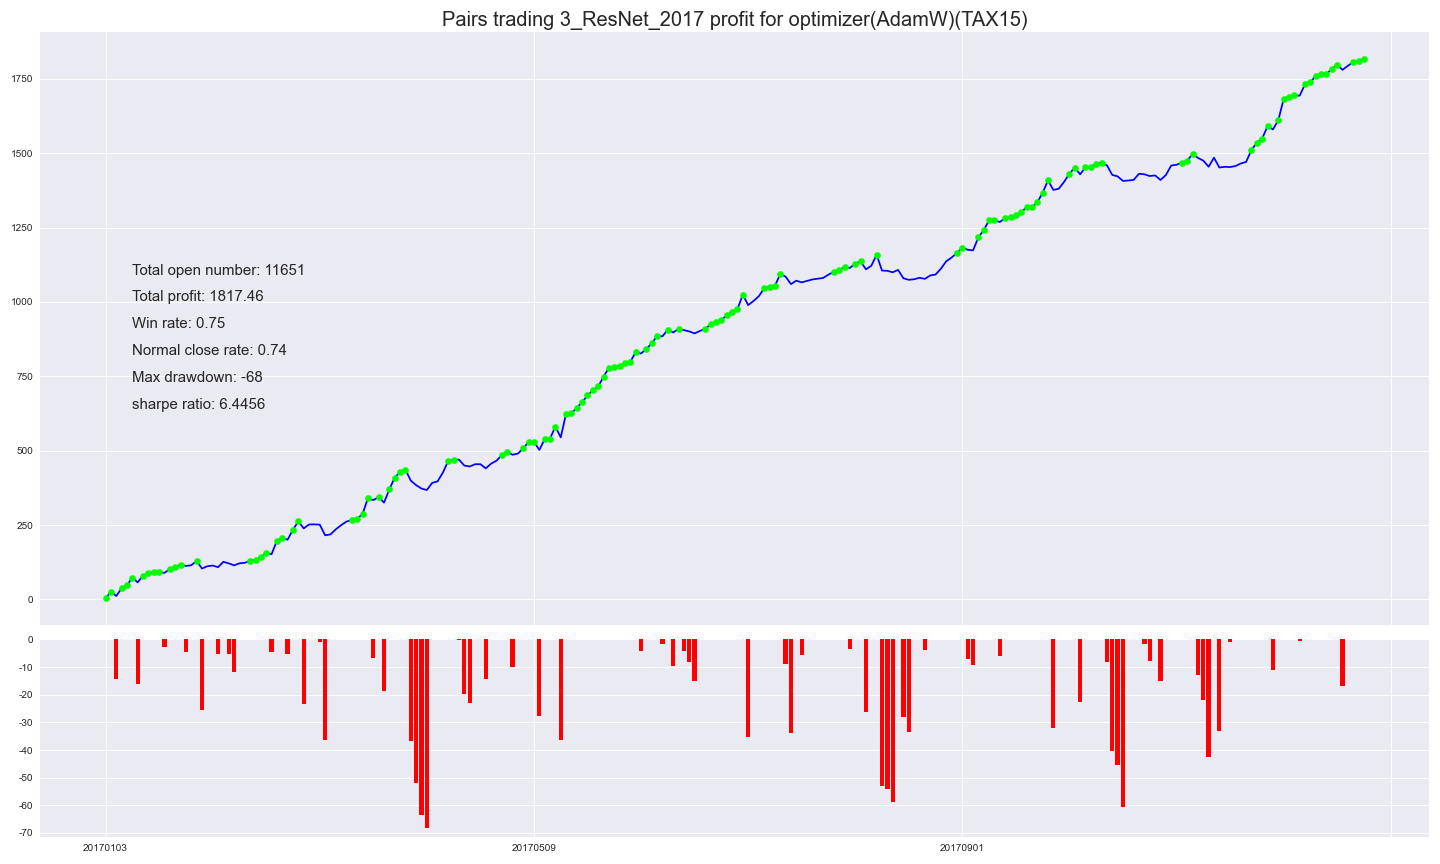 Pairs trading 3_ResNet_2017 profit for optimizer(AdamW)(TAX15)
1750
1500
1250
1000
750
500
250
0
Total open number: 11651
Total profit: 1817.46
Win rate: 0.75
Normal close rate: 0.74
Max drawdown: -68
sharpe ratio: 6.4456
0
-10
-20
-30
-40
-50
-60
-70
20170103 20170509 20170901